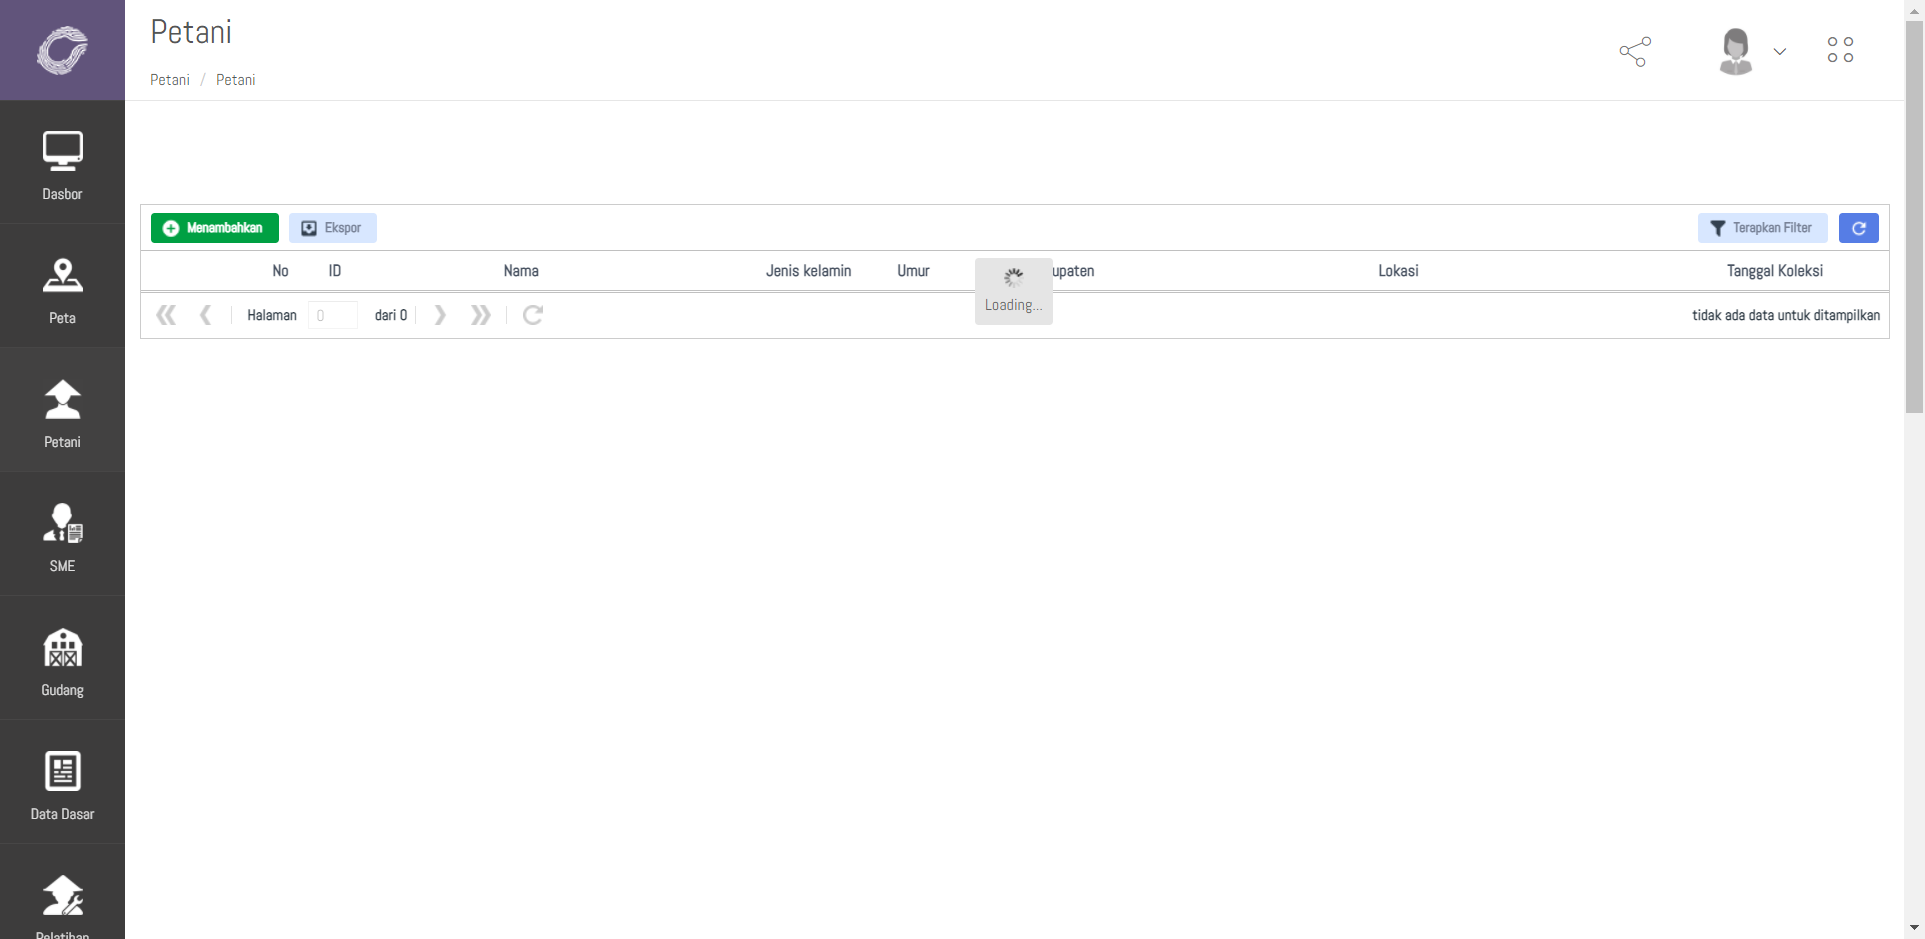 Petani
Petani / Petani
Dasbor
Peta
Petani
SME
Gudang
Data Dasar
Pelatihan
Menambahkan
Ekspor
Terapkan Filter
No ID Nama Jenis kelamin Umur upaten Lokasi Tanggal Koleksi
Loading...
Halaman 0 dari 0
tidak ada data untuk ditampilkan